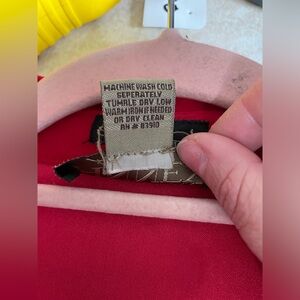 MACHINE WASH COLD
SEPERATELY
TUMBLE DRY LOW
WARM IRON IF NEEDED
OR DRY CLEAN
RN # 83910